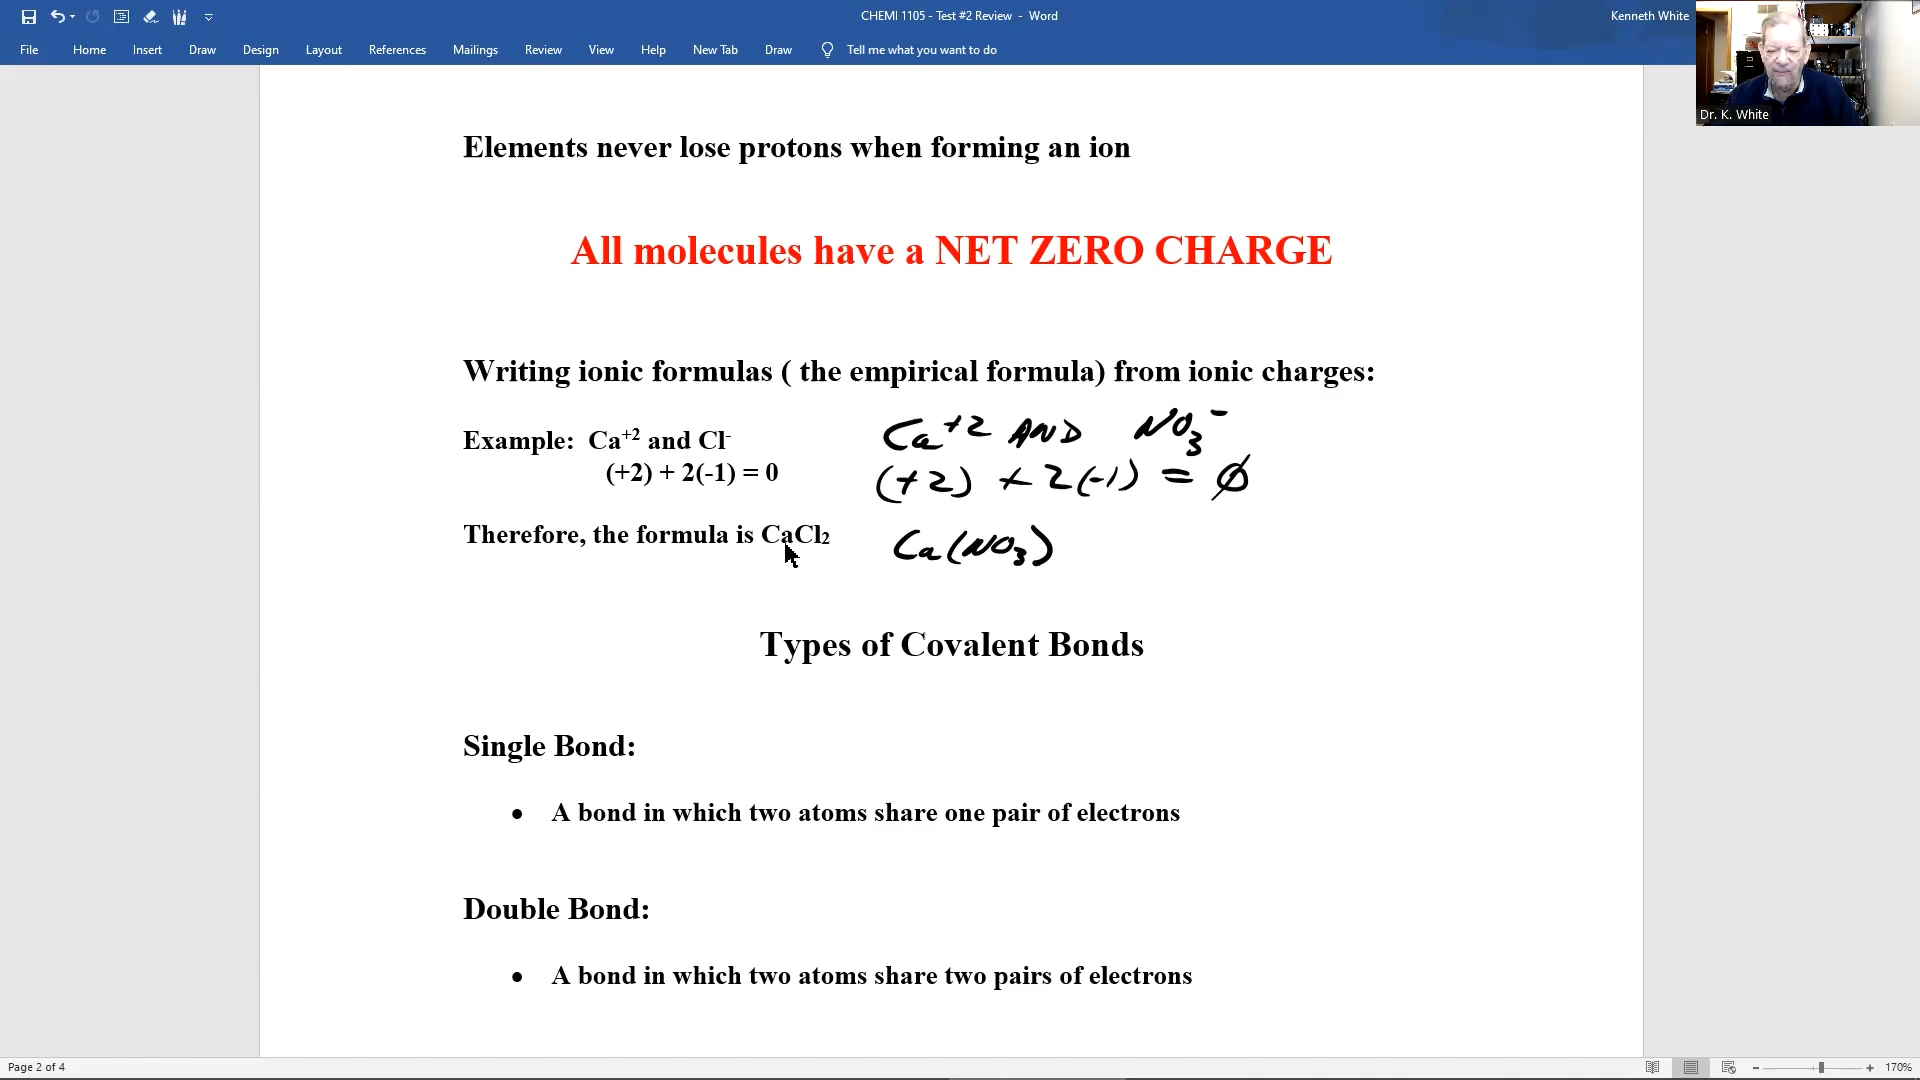 CHEMI 1105 - Test #2 Review - Word
Kenneth White
File Home Insert Draw Design Layout References Mailings Review View Help New Tab Draw Tell me what you want to do
Dr. K. White
Elements never lose protons when forming an ion
All molecules have a NET ZERO CHARGE
Writing ionic formulas ( the empirical formula) from ionic charges:
Example: Ca⁺² and Cl⁻
(+2) + 2(-1) = 0
Therefore, the formula is CaCl₂
Ca⁺² AND NO₃⁻
(+2) + 2(-1) = ∅
Ca(NO₃)
Types of Covalent Bonds
Single Bond:
• A bond in which two atoms share one pair of electrons
Double Bond:
• A bond in which two atoms share two pairs of electrons
Page 2 of 4
170%